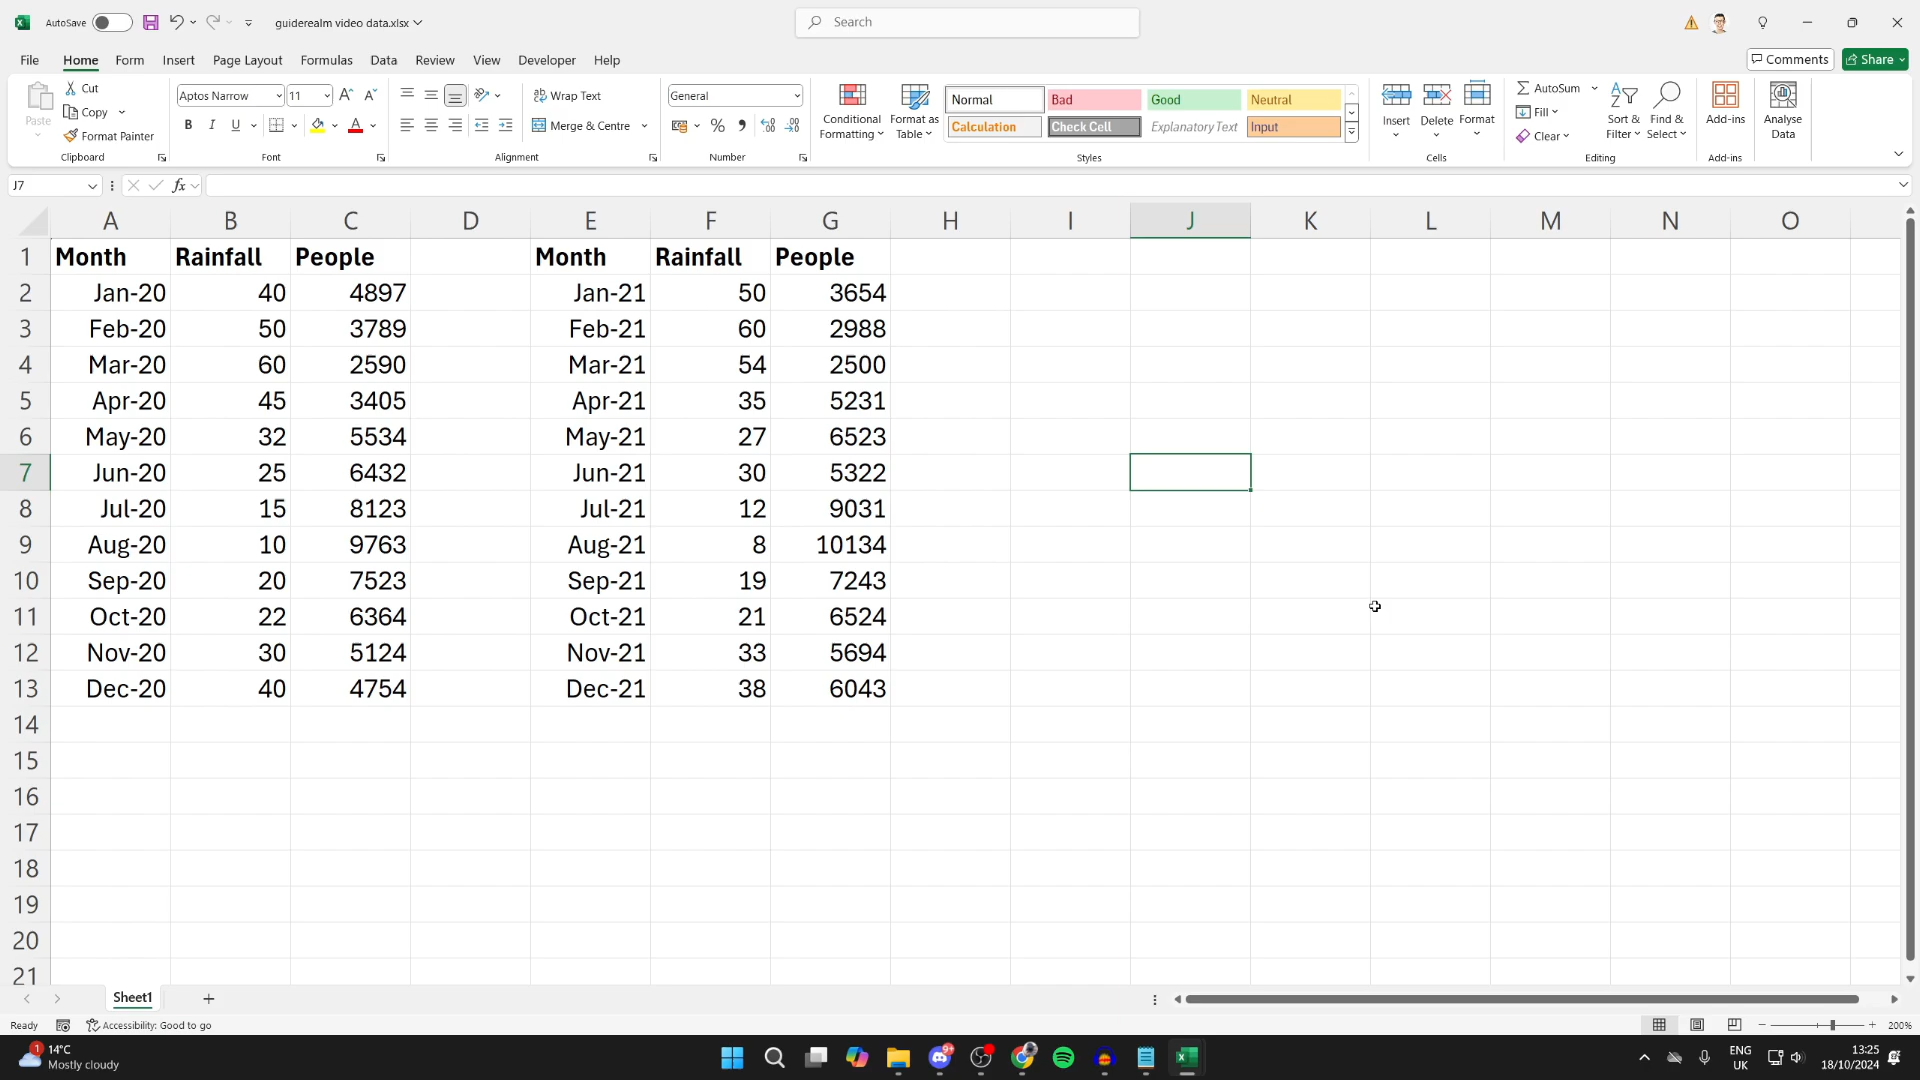 AutoSave guiderealm video data.xlsx Search
File Home Form Insert Page Layout Formulas Data Review View Developer Help Comments Share
Paste Cut Copy Format Painter Clipboard
Aptos Narrow 11 B I U Font
Wrap Text Merge & Centre Alignment
General % Number
Conditional Formatting Format as Table
Normal Bad Good Neutral
Calculation Check Cell Explanatory Text Input
Styles
Insert Delete Format Cells
AutoSum Fill Clear Sort & Filter Find & Select Editing
Add-ins Add-ins
Analyse Data
J7 fx
A B C D E F G H I J K L M N O
1 Month Rainfall People Month Rainfall People
2 Jan-20 40 4897 Jan-21 50 3654
3 Feb-20 50 3789 Feb-21 60 2988
4 Mar-20 60 2590 Mar-21 54 2500
5 Apr-20 45 3405 Apr-21 35 5231
6 May-20 32 5534 May-21 27 6523
7 Jun-20 25 6432 Jun-21 30 5322
8 Jul-20 15 8123 Jul-21 12 9031
9 Aug-20 10 9763 Aug-21 8 10134
10 Sep-20 20 7523 Sep-21 19 7243
11 Oct-20 22 6364 Oct-21 21 6524
12 Nov-20 30 5124 Nov-21 33 5694
13 Dec-20 40 4754 Dec-21 38 6043
14
15
16
17
18
19
20
21
Sheet1
Ready Accessibility: Good to go 200%
1 14°C ENG 13:25
Mostly cloudy UK 18/10/2024